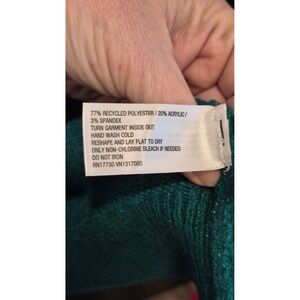 77% RECYCLED POLYESTER / 20% ACRYLIC /
3% SPANDEX
TURN GARMENT INSIDE OUT
HAND WASH COLD
RESHAPE AND LAY FLAT TO DRY
ONLY NON-CHLORINE BLEACH IF NEEDED
DO NOT IRON
RN17730 VN1317080